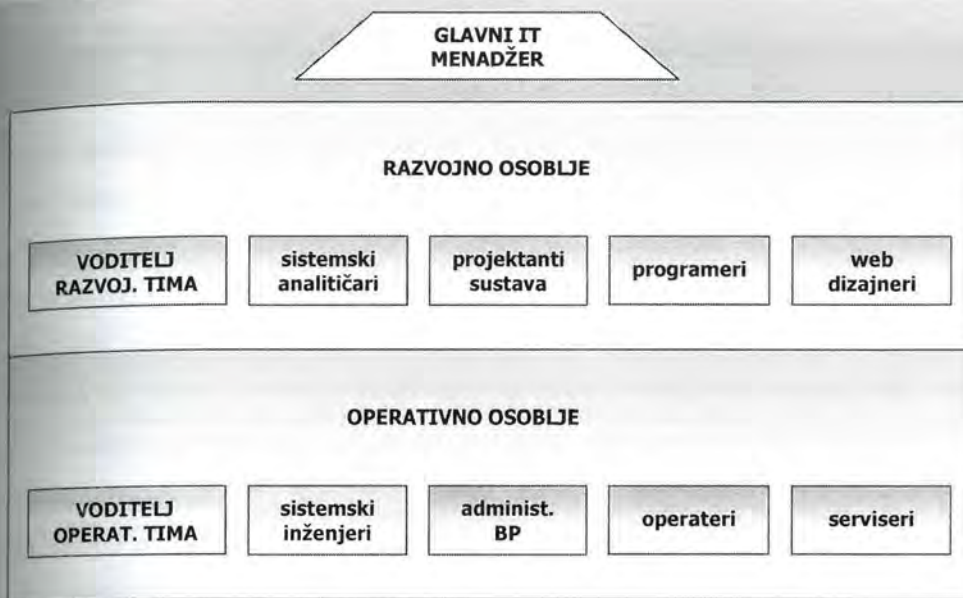 GLAVNI IT
MENADŽER
RAZVOJNO OSOBLJE
VODITELJ
RAZVOJ. TIMA
sistemski
analitičari
projektanti
sustava
programeri
web
dizajneri
OPERATIVNO OSOBLJE
VODITELJ
OPERAT. TIMA
sistemski
inženjeri
administ.
BP
operateri
serviseri